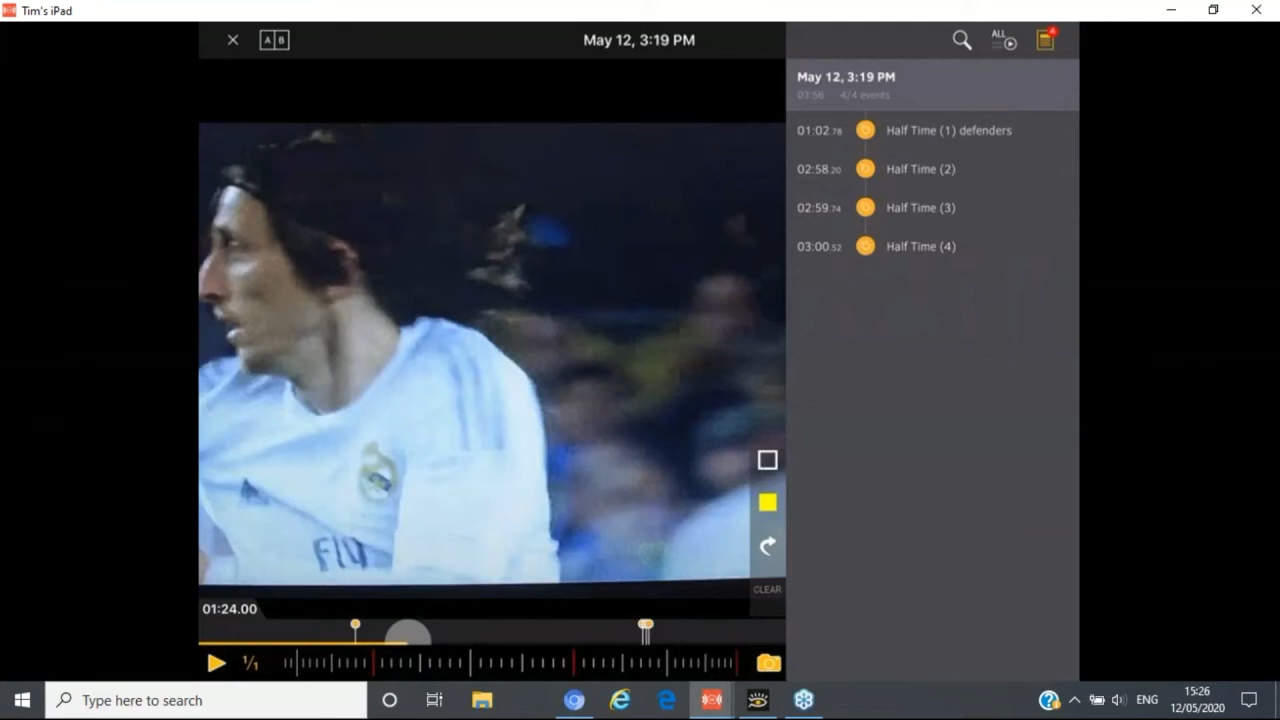 Tim's iPad
A B
May 12, 3:19 PM
ALL
4
May 12, 3:19 PM
03:56 4/4 events
01:02.78 Half Time (1) defenders
02:58.20 Half Time (2)
02:59.74 Half Time (3)
03:00.52 Half Time (4)
FLY
CLEAR
01:24.00
1/1
Type here to search
ENG
15:26
12/05/2020